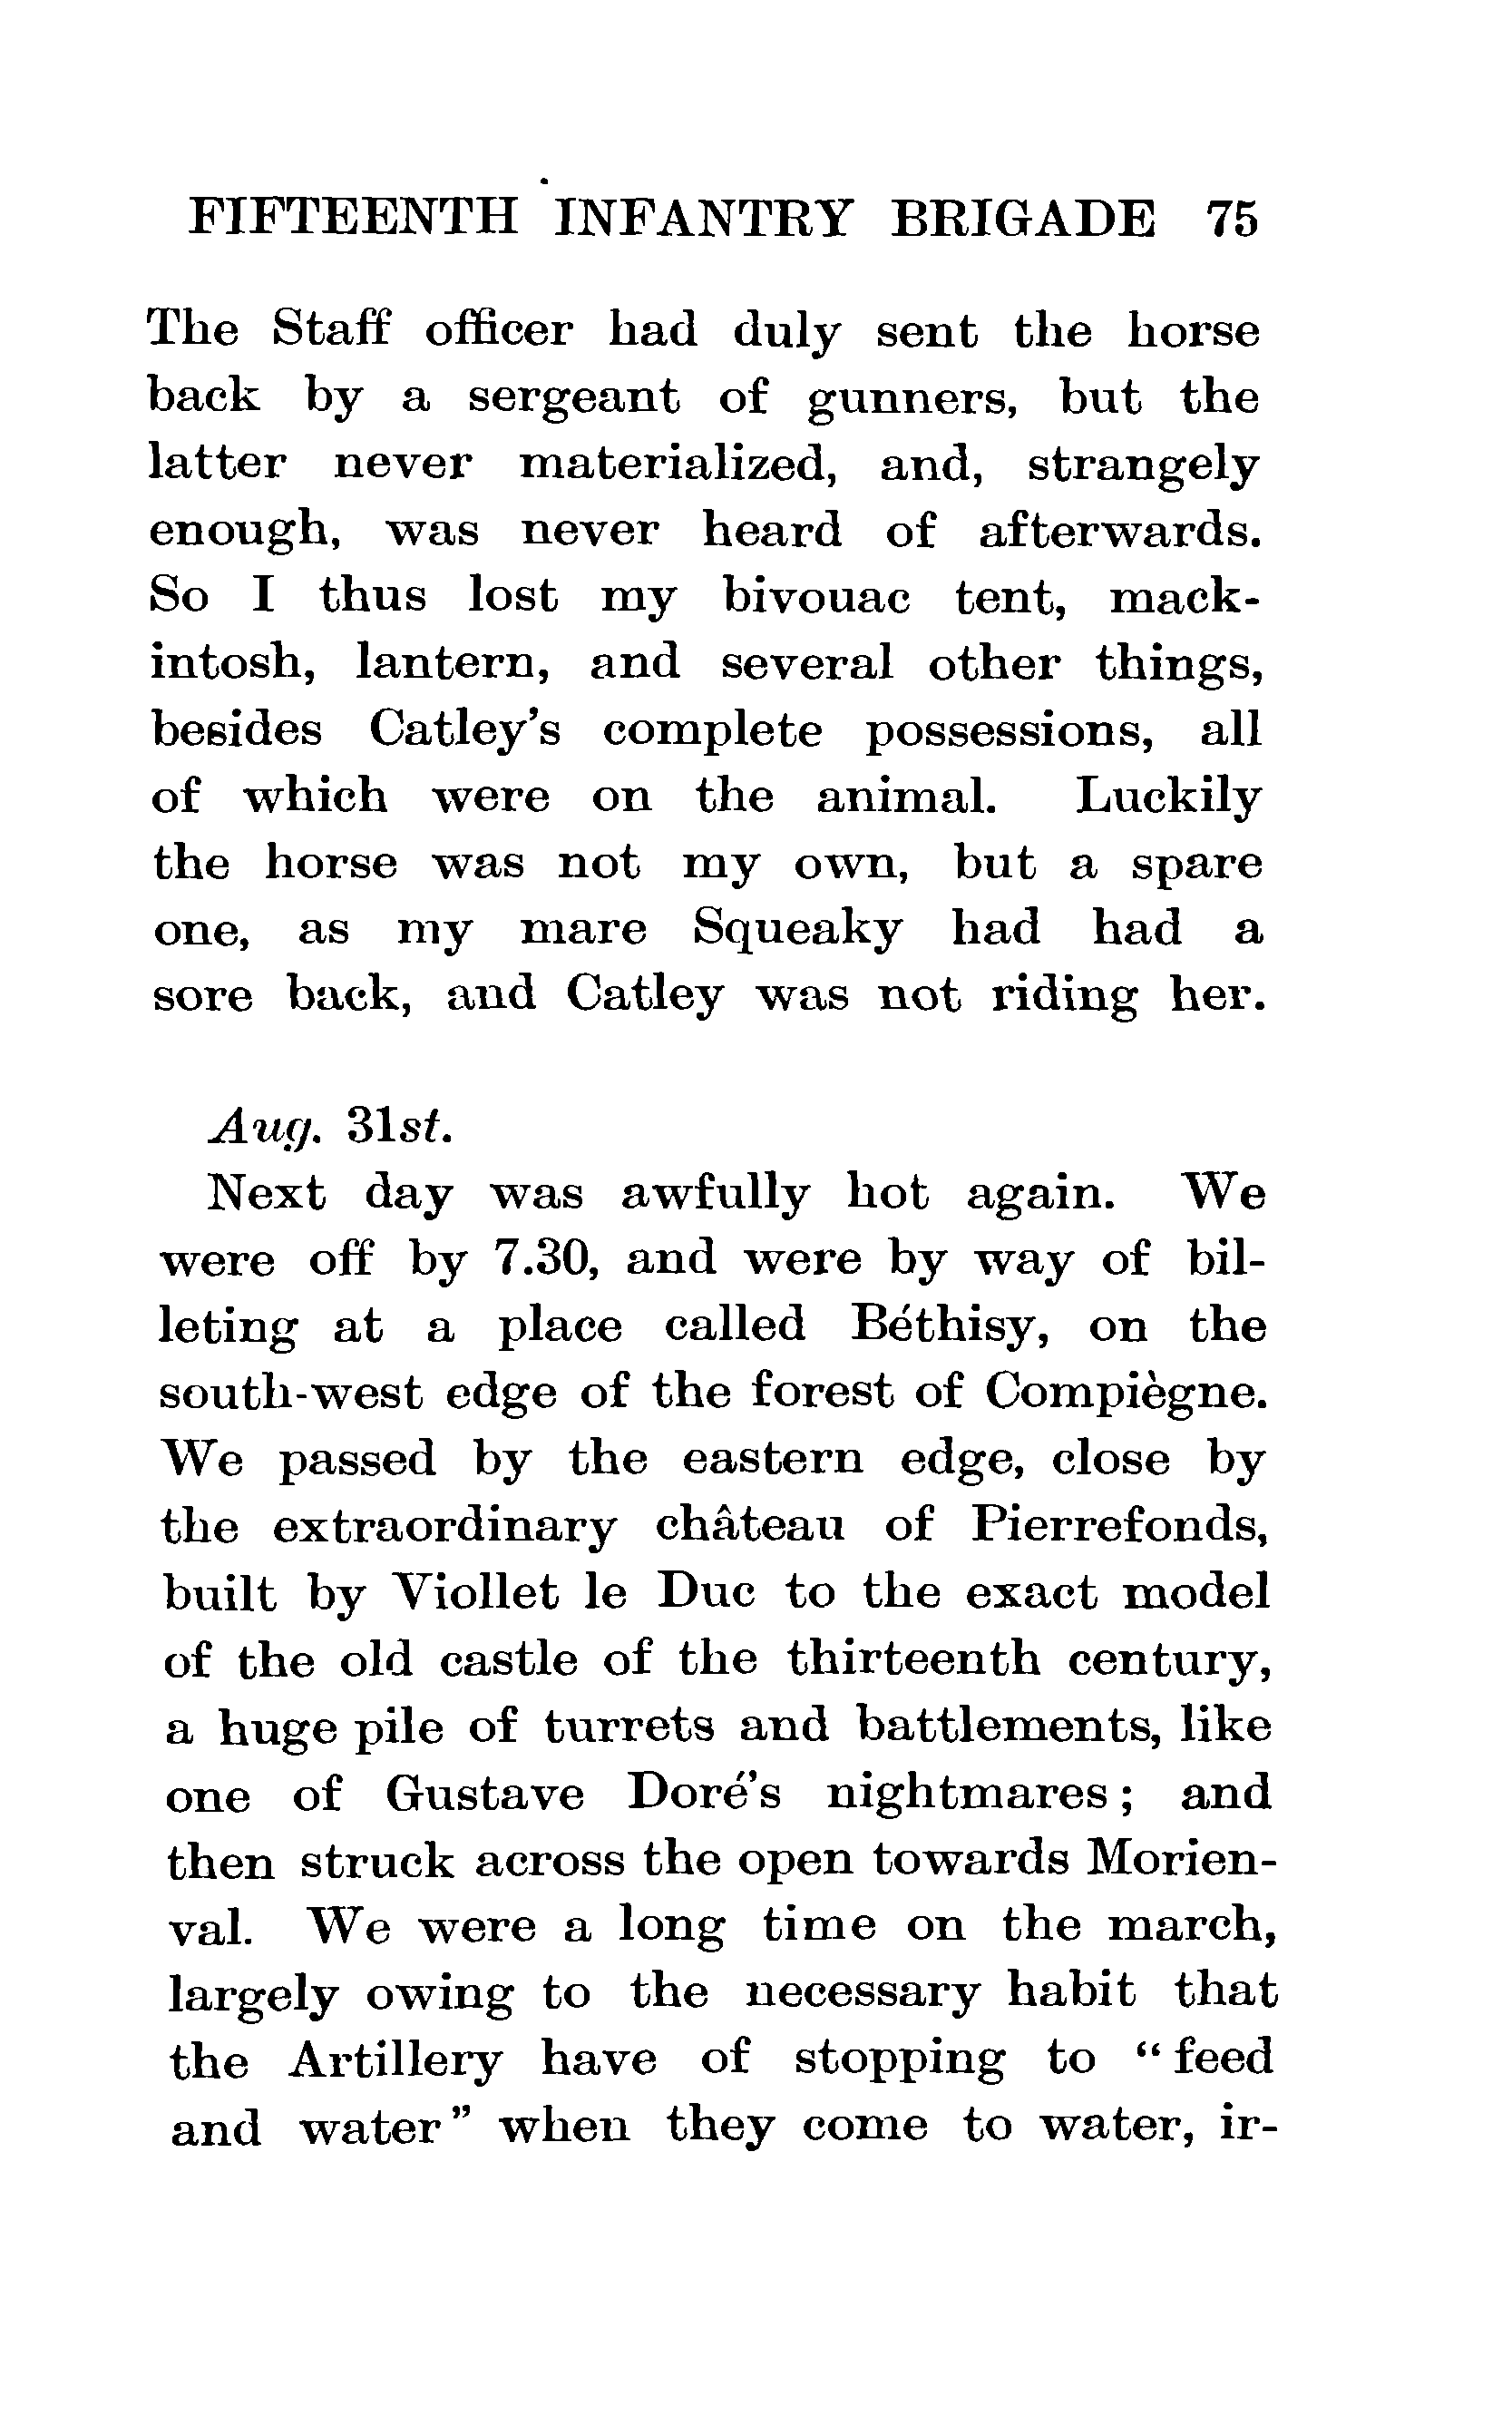 FIFTEENTH INFANTRY BRIGADE 75
The Staff officer had duly sent the horse
back by a sergeant of gunners, but the
latter never materialized, and, strangely
enough, was never heard of afterwards.
So I thus lost my bivouac tent, mack-
intosh, lantern, and several other things,
besides Catley's complete possessions, all
of which were on the animal. Luckily
the horse was not my own, but a spare
one, as my mare Squeaky had had a
sore back, and Catley was not riding her.
Aug. 31st.
Next day was awfully hot again. We
were off by 7.30, and were by way of bil-
leting at a place called Béthisy, on the
south-west edge of the forest of Compiègne.
We passed by the eastern edge, close by
the extraordinary château of Pierrefonds,
built by Viollet le Duc to the exact model
of the old castle of the thirteenth century,
a huge pile of turrets and battlements, like
one of Gustave Doré's nightmares; and
then struck across the open towards Morien-
val. We were a long time on the march,
largely owing to the necessary habit that
the Artillery have of stopping to "feed
and water" when they come to water, ir-